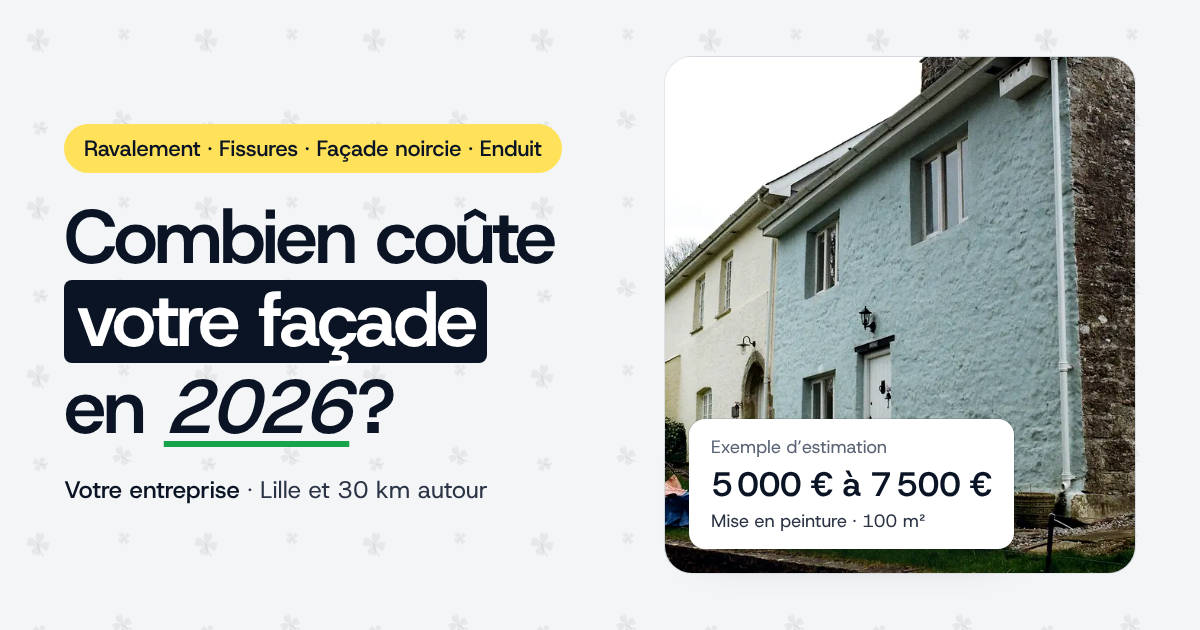 Ravalement · Fissures · Façade noircie · Enduit
Combien coûte
votre façade
en 2026?
Votre entreprise · Lille et 30 km autour
Exemple d’estimation
5 000 € à 7 500 €
Mise en peinture · 100 m²